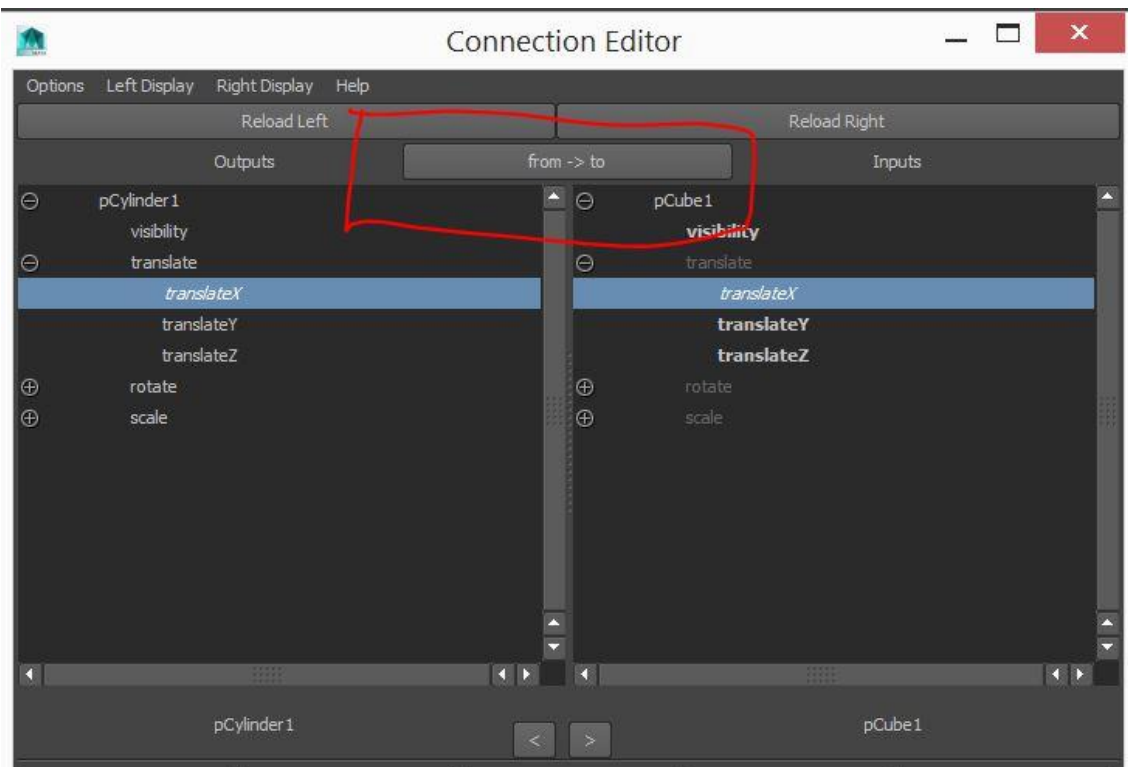 Connection Editor
Options Left Display Right Display Help
Reload Left Reload Right
Outputs from -> to Inputs
pCylinder1 pCube1
visibility visibility
translate translate
translateX translateX
translateY translateY
translateZ translateZ
rotate rotate
scale scale
pCylinder1 < > pCube1